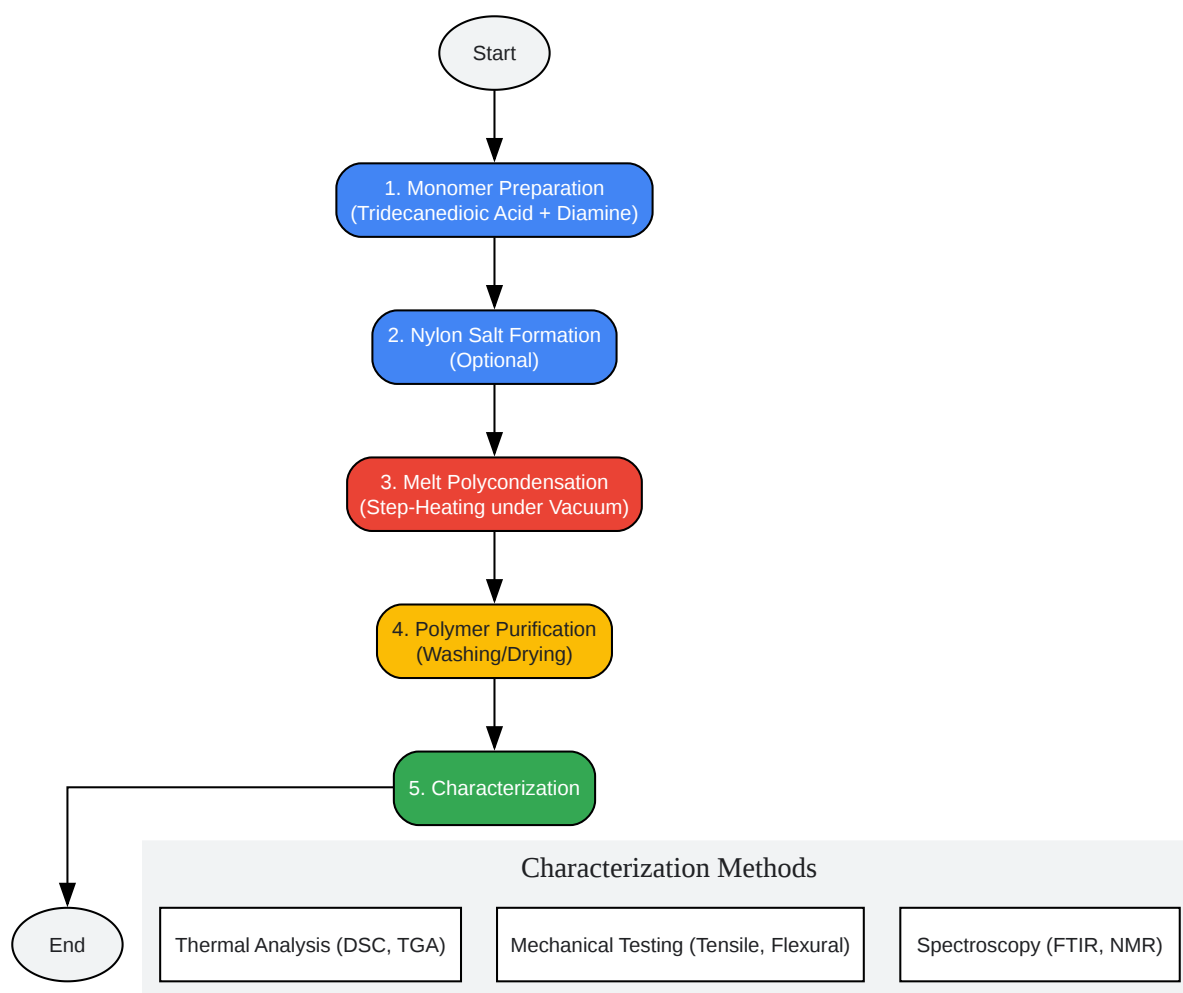 Start
1. Monomer Preparation
(Tridecanedioic Acid + Diamine)
2. Nylon Salt Formation
(Optional)
3. Melt Polycondensation
(Step-Heating under Vacuum)
4. Polymer Purification
(Washing/Drying)
5. Characterization
Characterization Methods
End
Thermal Analysis (DSC, TGA)
Mechanical Testing (Tensile, Flexural)
Spectroscopy (FTIR, NMR)